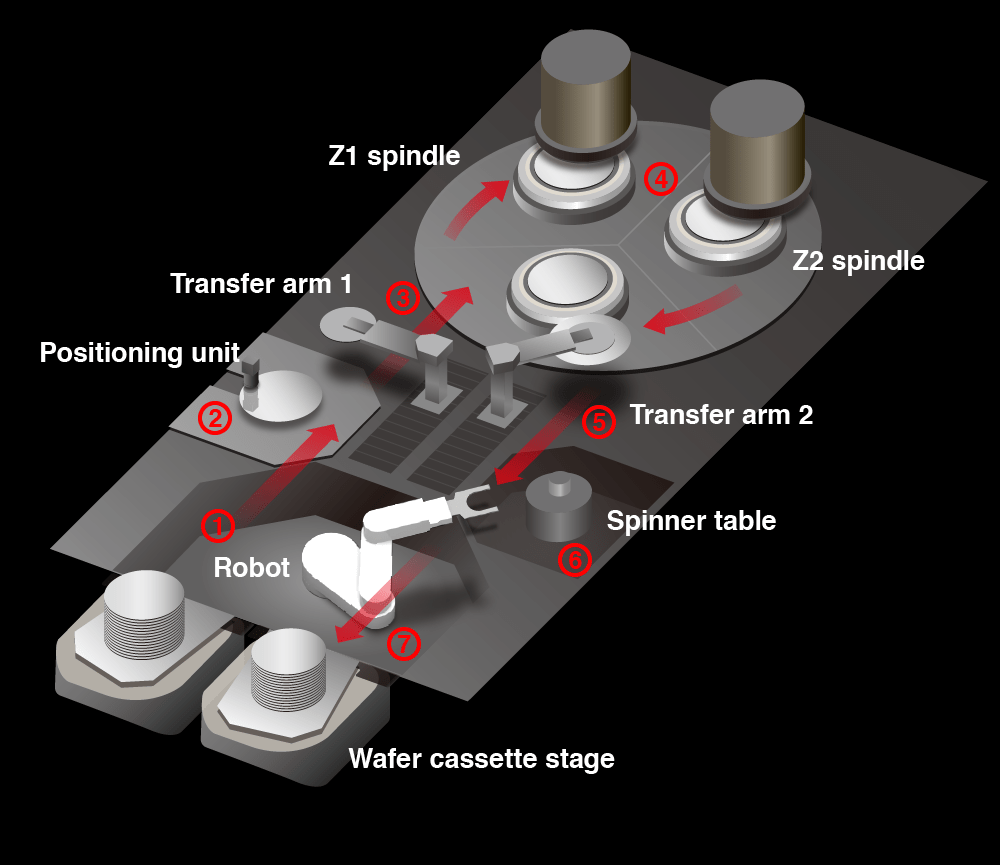 Z1 spindle
④
Z2 spindle
Transfer arm 1
③
Positioning unit
②
⑤
Transfer arm 2
①
Spinner table
⑥
Robot
⑦
Wafer cassette stage